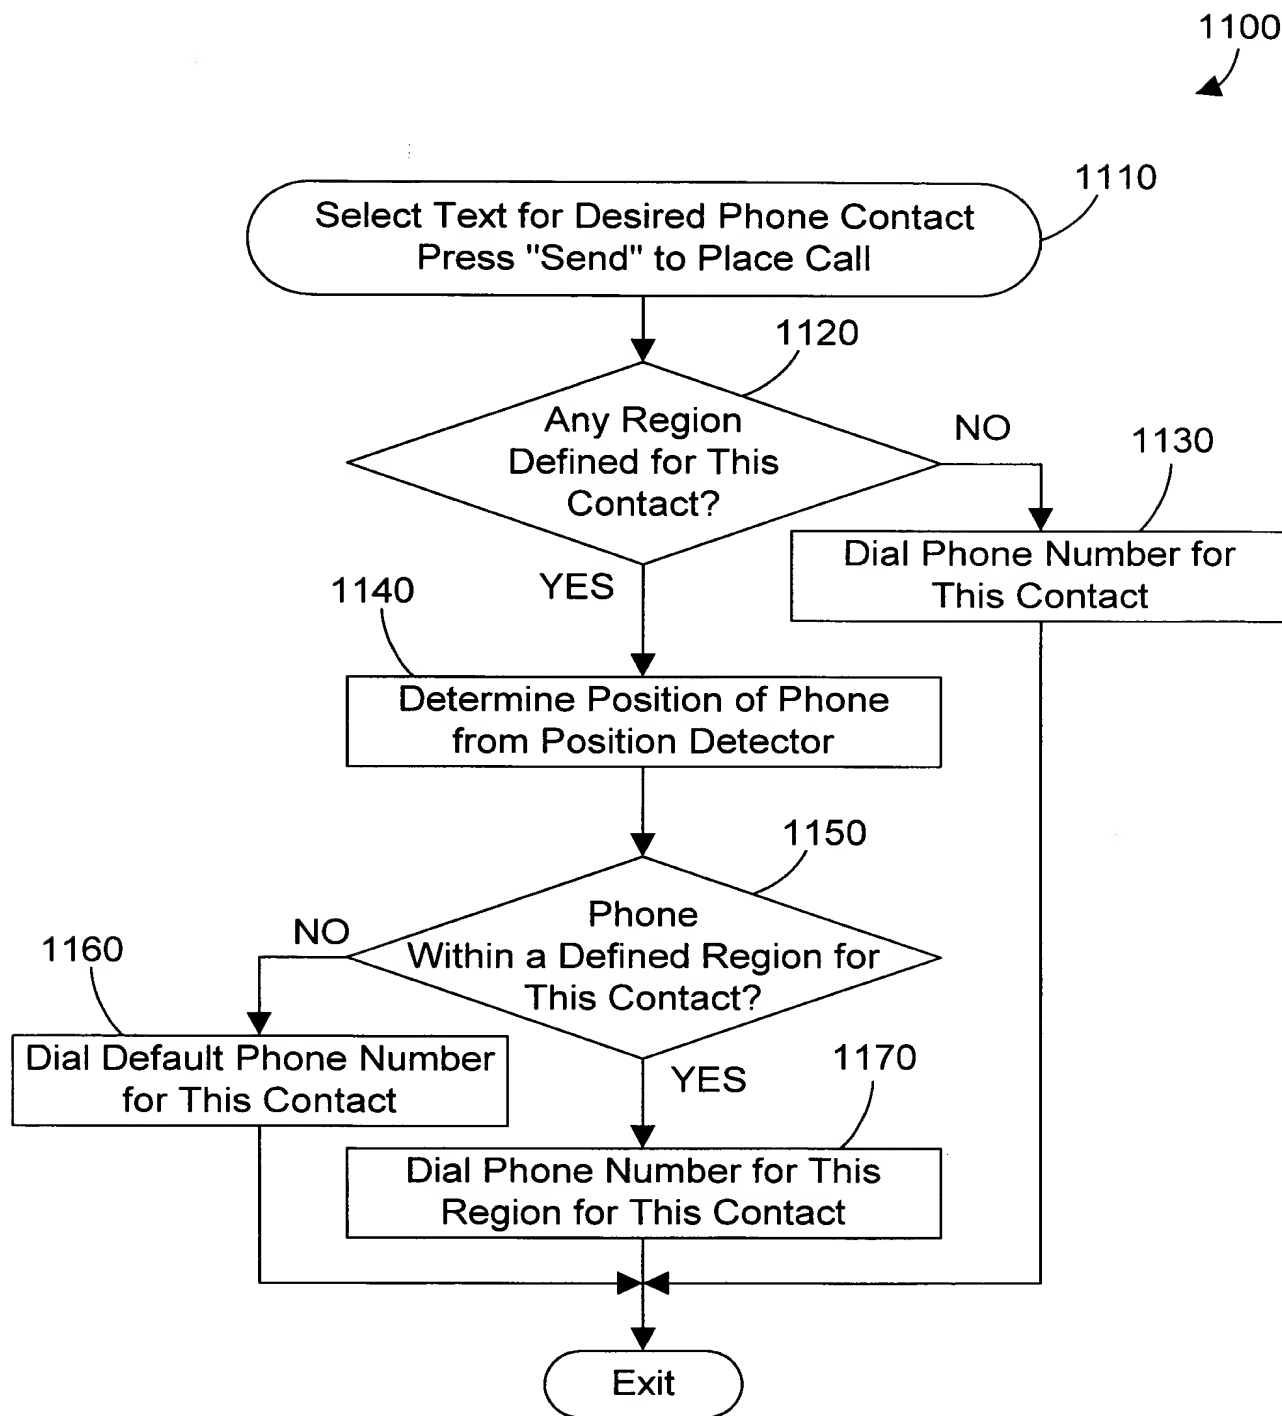 1100
1110
Select Text for Desired Phone Contact
Press "Send" to Place Call
1120
Any Region
Defined for This
Contact?
NO
1130
Dial Phone Number for
This Contact
YES
1140
Determine Position of Phone
from Position Detector
1150
Phone
Within a Defined Region for
This Contact?
NO
1160
Dial Default Phone Number
for This Contact
YES
1170
Dial Phone Number for This
Region for This Contact
Exit